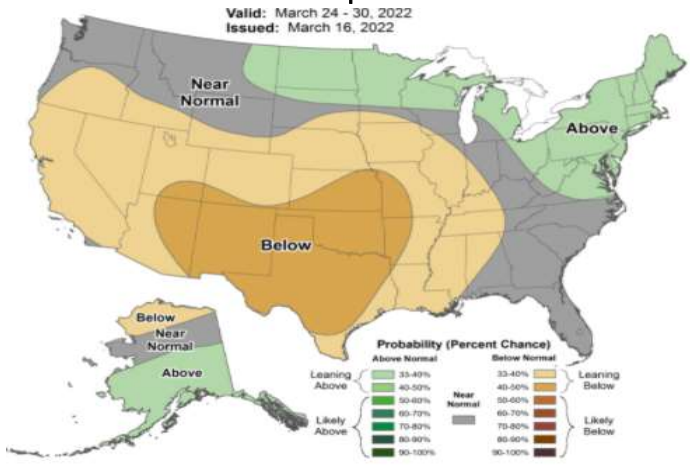 Valid: March 24 - 30, 2022
Issued: March 16, 2022
Near
Normal
Above
Below
Below
Near
Normal
Above
Probability (Percent Chance)
Above Normal
Below Normal
Leaning
Above
33-40%
40-50%
Likely
Above
50-60%
60-70%
70-80%
80-90%
90-100%
Near
Normal
33-40%
40-50%
Leaning
Below
50-60%
60-70%
70-80%
80-90%
90-100%
Likely
Below